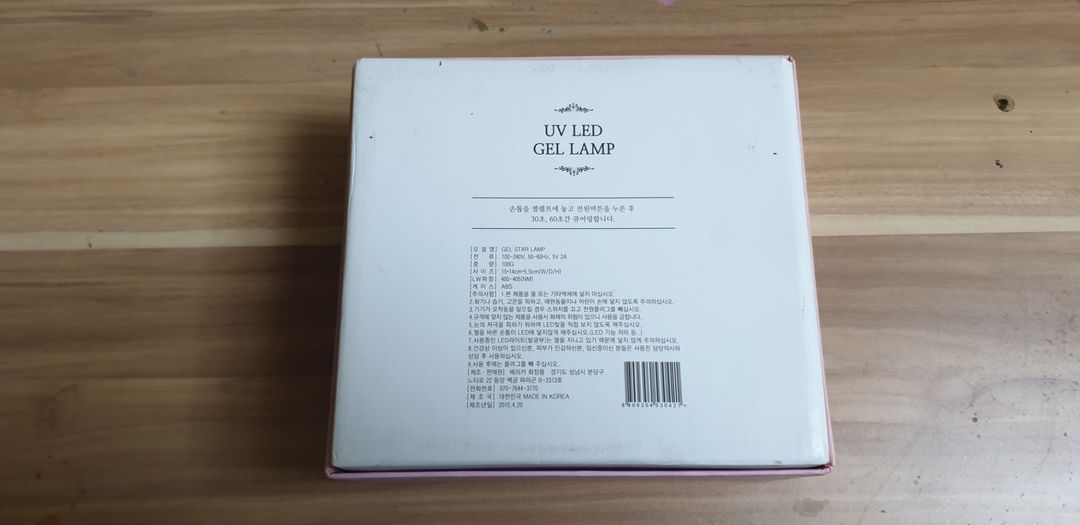 UV LED
GEL LAMP
손톱을 젤램프에 놓고 전원버튼을 누른 후
30초, 60초간 큐어링합니다.
[모 델 명] GEL STAR LAMP
[전 류] 100-240V, 50-60Hz, 5V 2A
[중 량] 100G
[사 이 즈] 15*14cm*5.5cm(W/D/H)
[LW파장] 400-405(NM)
[케 이 스] ABS
[주의사항] 1.본 제품을 물 또는 기타액체에 넣지 마십시오.
2.화기나 습기, 고온을 피하고, 애완동물이나 어린이 손에 닿지 않도록 주의하십시오.
3.기기가 오작동을 일으킬 경우 스위치를 끄고 전원플러그를 빼십시오.
4.규격에 맞지 않는 제품을 사용시 화재의 위험이 있으니 사용을 금합니다.
5.눈의 자극을 피하기 위하여 LED빛을 직접 보지 않도록 해주십시오.
6.젤을 바른 손톱이 LED에 닿지않게 해주십시오.(LED 기능 저하 등..)
7.사용중인 LED라이트(발광부)는 열을 지니고 있기 때문에 닿지 않게 주의하십시오.
8.건강상 이상이 있으신분, 피부가 민감하신분, 임신중이신 분들은 사용전 담당의사와
상담 후 사용하십시오.
9.사용 후에는 플러그를 빼 주십시오.
[제조·판매원] 베리카 화장품 경기도 성남시 분당구
느티로 22 동양 백궁 파라곤 B-2313호
[전화번호] 070-7644-3770
[제 조 국] 대한민국 MADE IN KOREA
[제조년일] 2015.4.20
8 809354 530427